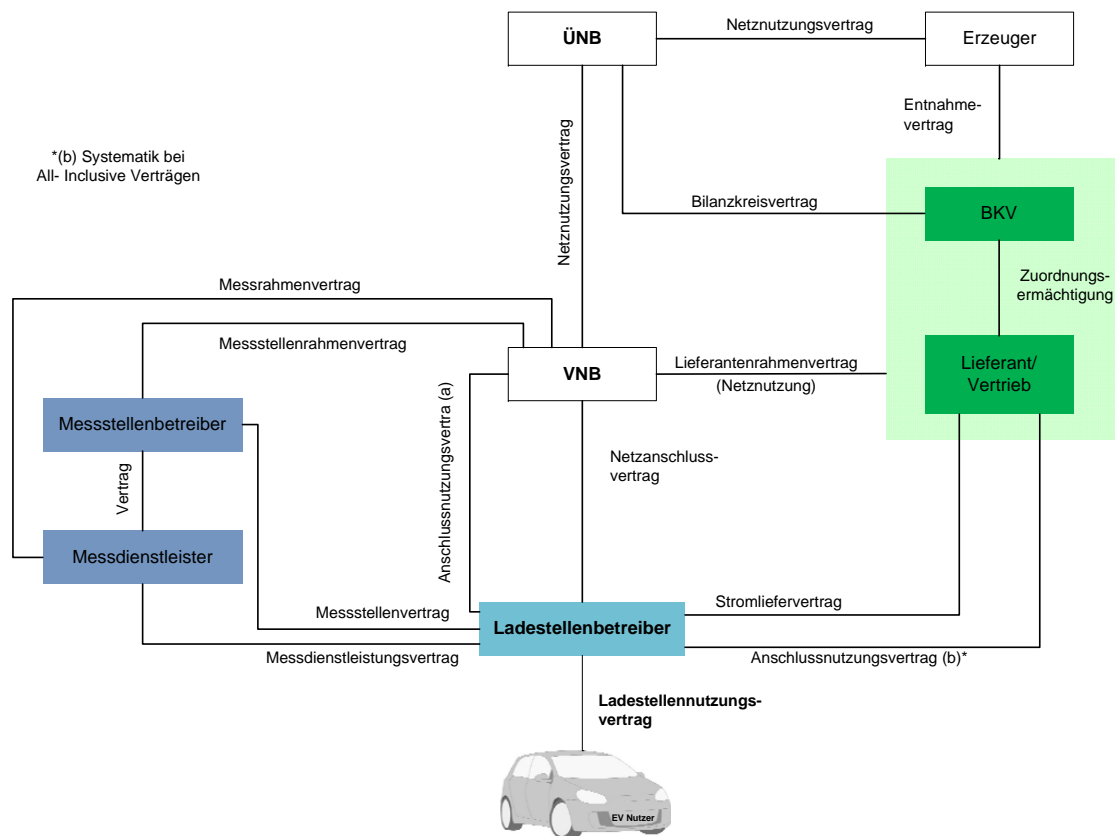 Netznutzungsvertrag
ÜNB
Erzeuger
Entnahme-
vertrag
*(b) Systematik bei
All- Inclusive Verträgen
Netznutzungsvertrag
Bilanzkreisvertrag
BKV
Zuordnungs-
ermächtigung
Messrahmenvertrag
Messstellenrahmenvertrag
VNB
Lieferantenrahmenvertrag
(Netznutzung)
Lieferant/
Vertrieb
Messstellenbetreiber
Anschlussnutzungsvertra (a)
Netzanschluss-
vertrag
Vertrag
Messdienstleister
Messstellenvertrag
Stromliefervertrag
Ladestellenbetreiber
Messdienstleistungsvertrag
Anschlussnutzungsvertrag (b)*
Ladestellennutzungs-
vertrag
EV Nutzer